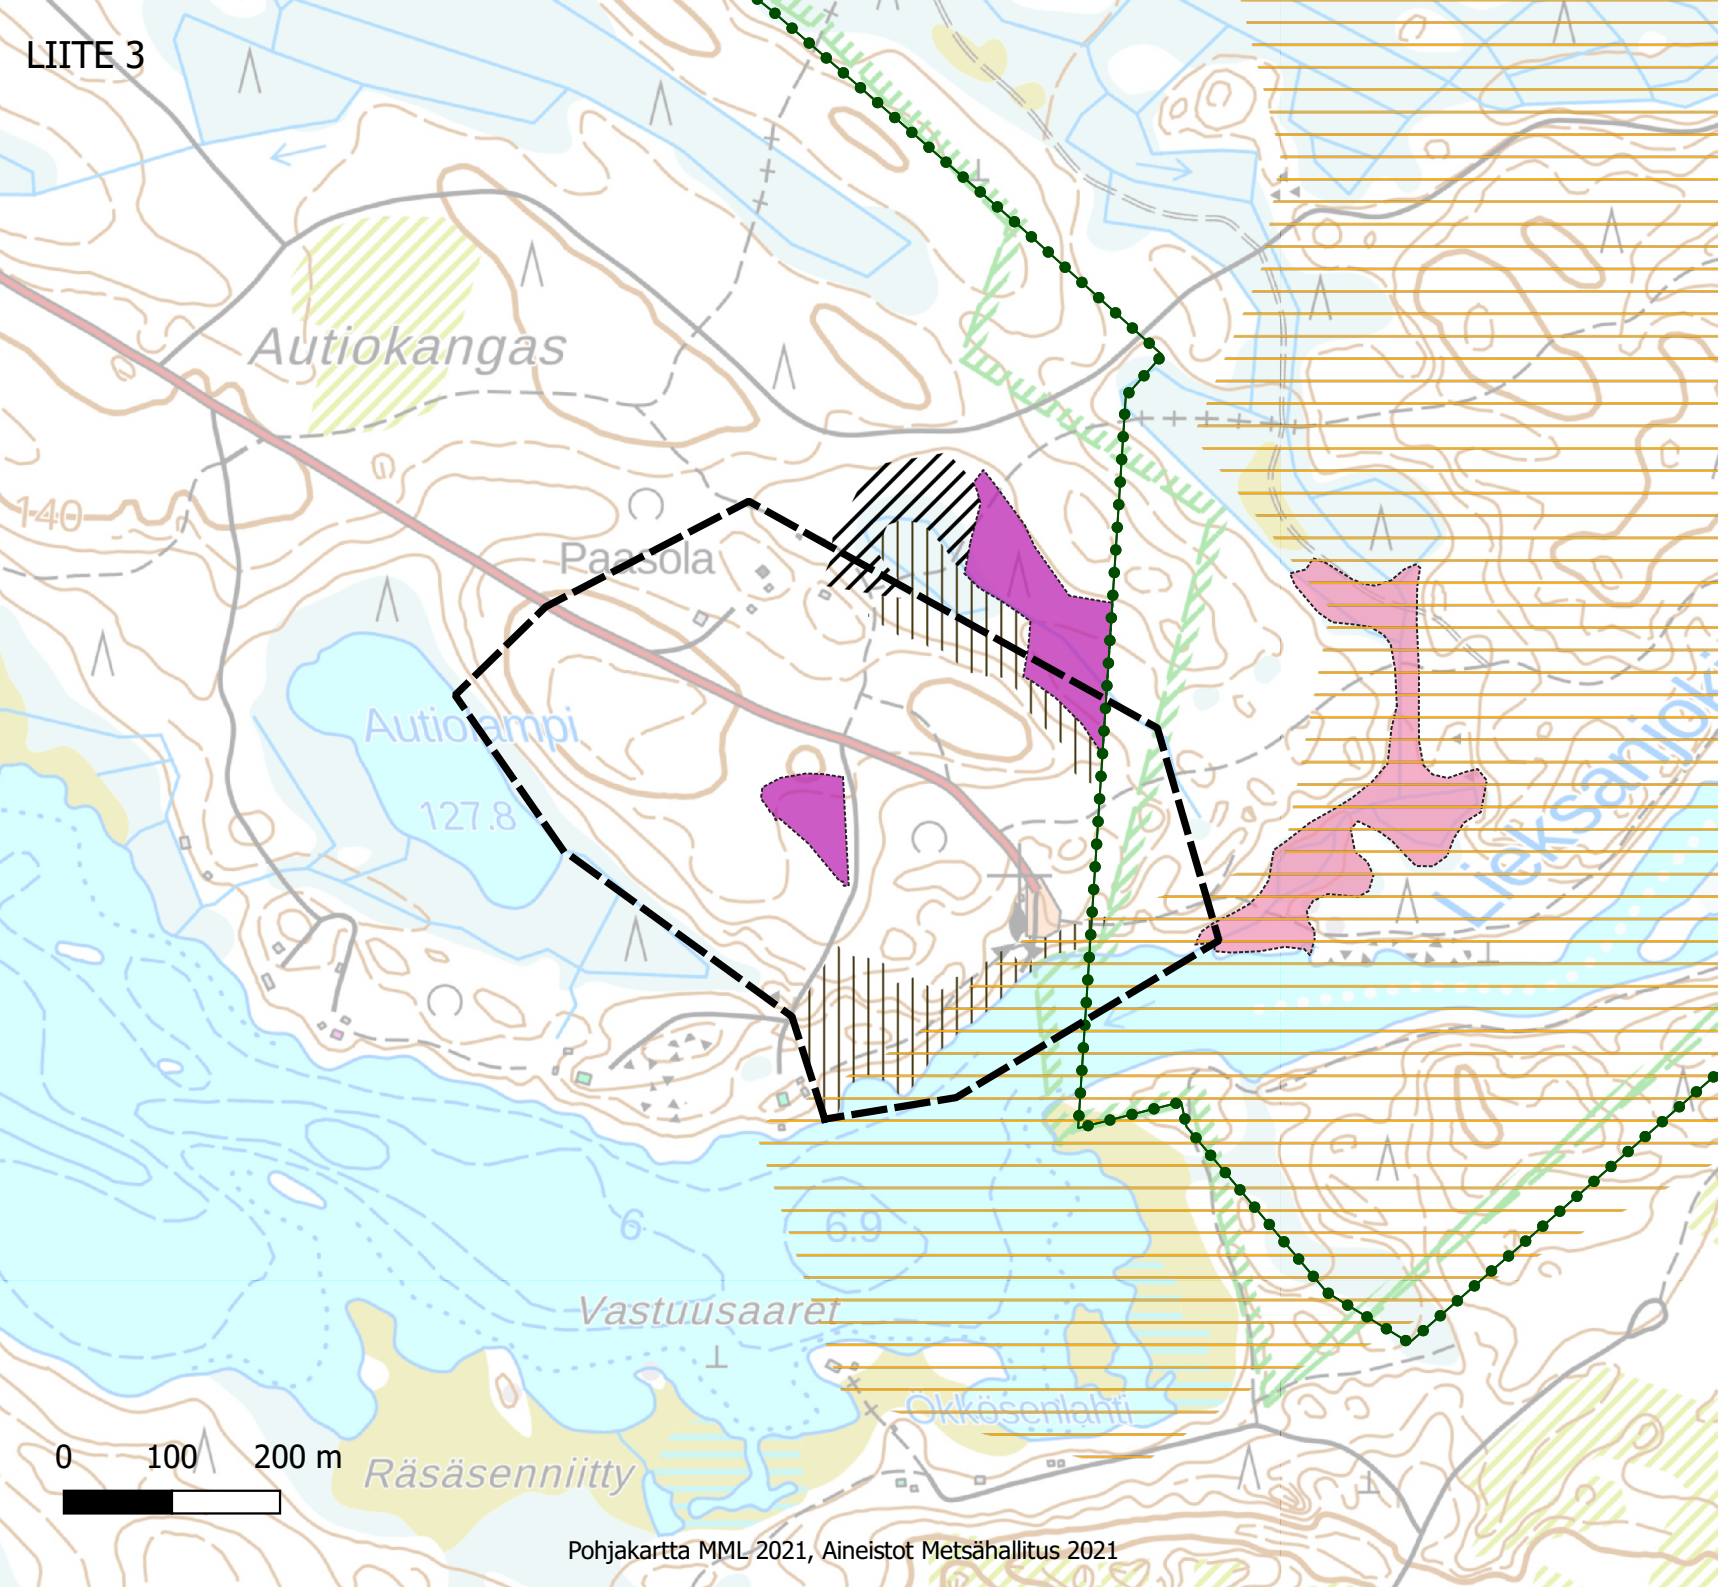 LIITE 3
Autiokangas
140
Paasola
Autiolampi
127.8
Lieksanjoki
6
6.9
Vastuusaaret
Okkösenlahti
Räsäsenniitty
0 100 200 m
Pohjakartta MML 2021, Aineistot Metsähallitus 2021